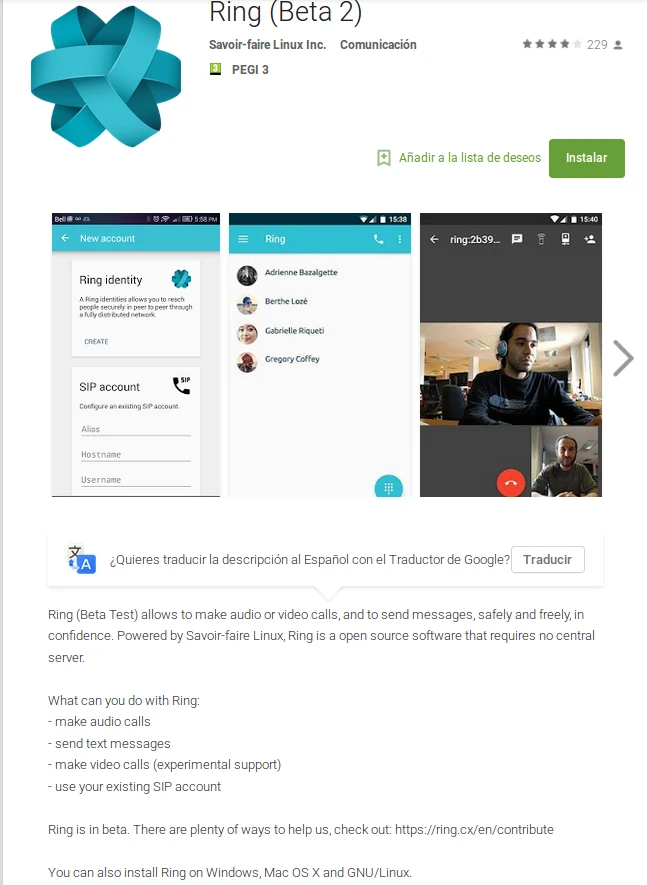 Ring (Beta 2)
Savoir-faire Linux Inc. Comunicación
229
3 PEGI 3
Añadir a la lista de deseos
Instalar
Bell 5:58 PM
New account
Ring identity
A Ring identities allows you to reach
people securely in peer to peer through
a fully distributed network.
CREATE
SIP account
SIP
Configure an existing SIP account.
Alias
Hostname
Username
15:38
Ring
Adrienne Bazalgette
Berthe Lozé
Gabrielle Riqueti
Gregory Coffey
15:40
ring:2b39...
文 A
¿Quieres traducir la descripción al Español con el Traductor de Google?
Traducir
Ring (Beta Test) allows to make audio or video calls, and to send messages, safely and freely, in
confidence. Powered by Savoir-faire Linux, Ring is a open source software that requires no central
server.
What can you do with Ring:
- make audio calls
- send text messages
- make video calls (experimental support)
- use your existing SIP account
Ring is in beta. There are plenty of ways to help us, check out: https://ring.cx/en/contribute
You can also install Ring on Windows, Mac OS X and GNU/Linux.